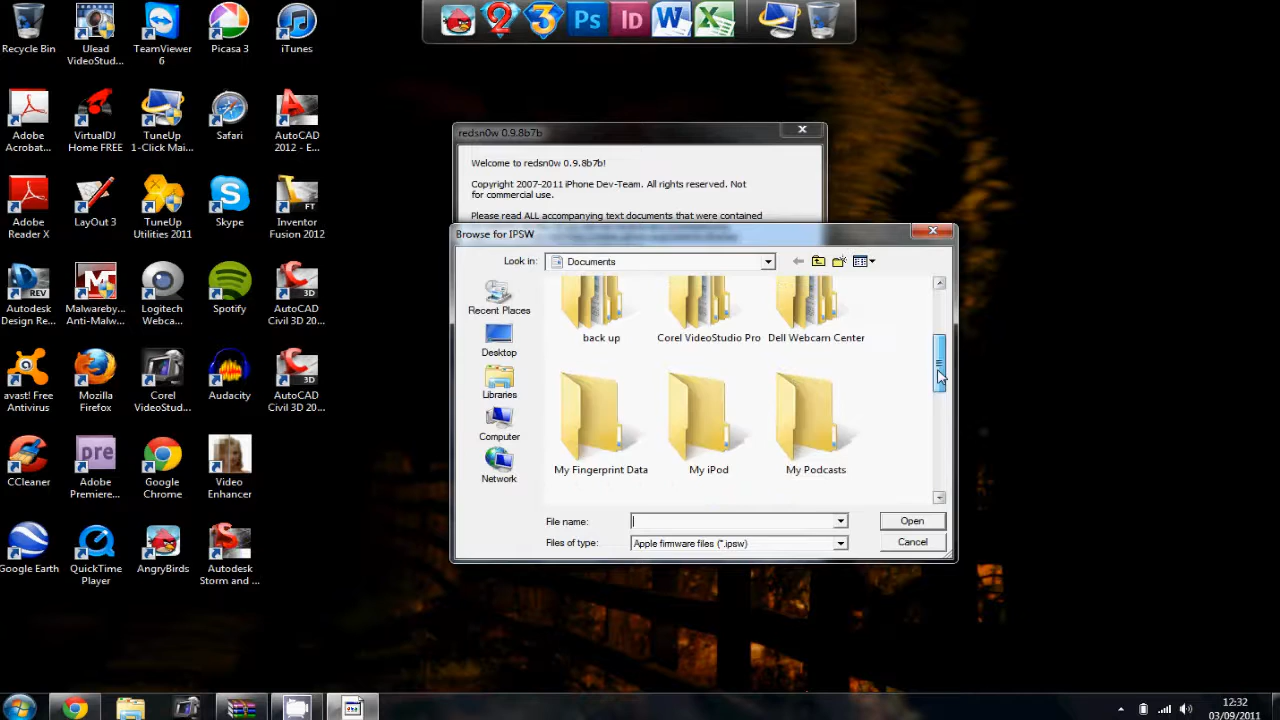 Ps
ID
W
X
Recycle Bin
Ulead
VideoStud...
TeamViewer
6
Picasa 3
iTunes
Adobe
Acrobat...
VirtualDJ
Home FREE
TuneUp
1-Click Mai...
Safari
AutoCAD
2012 - E...
Adobe
Reader X
LayOut 3
TuneUp
Utilities 2011
Skype
FT
Inventor
Fusion 2012
REV
Autodesk
Design Re...
Malwareby...
Anti-Malw...
Logitech
Webca...
Spotify
3D
AutoCAD
Civil 3D 20...
avast! Free
Antivirus
Mozilla
Firefox
Corel
VideoStud...
Audacity
3D
AutoCAD
Civil 3D 20...
CCleaner
pre
Adobe
Premiere...
Google
Chrome
Video
Enhancer
Google Earth
QuickTime
Player
AngryBirds
Autodesk
Storm and ...
redsn0w 0.9.8b7b
Welcome to redsn0w 0.9.8b7b!
Copyright 2007-2011 iPhone Dev-Team. All rights reserved. Not
for commercial use.
Please read ALL accompanying text documents that were contained
Browse for IPSW
Look in:
Documents
Recent Places
Desktop
Libraries
Computer
Network
back up
Corel VideoStudio Pro
Dell Webcam Center
My Fingerprint Data
My iPod
My Podcasts
File name:
Open
Files of type:
Apple firmware files (*.ipsw)
Cancel
12:32
03/09/2011